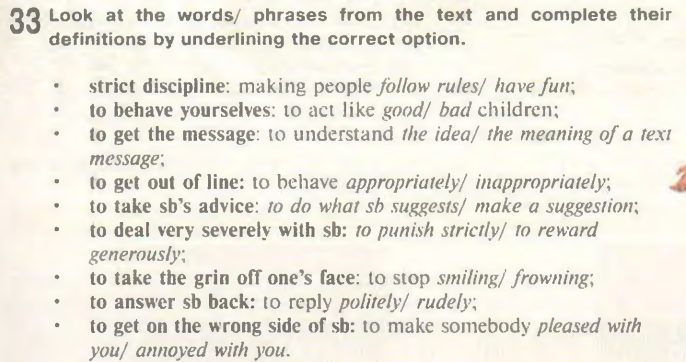 33 Look at the words/ phrases from the text and complete their
definitions by underlining the correct option.
• strict discipline: making people follow rules/ have fun;
• to behave yourselves: to act like good/ bad children;
• to get the message: to understand the idea/ the meaning of a text
message;
• to get out of line: to behave appropriately/ inappropriately;
• to take sb's advice: to do what sb suggests/ make a suggestion;
• to deal very severely with sb: to punish strictly/ to reward
generously;
• to take the grin off one's face: to stop smiling/ frowning;
• to answer sb back: to reply politely/ rudely;
• to get on the wrong side of sb: to make somebody pleased with
you/ annoyed with you.